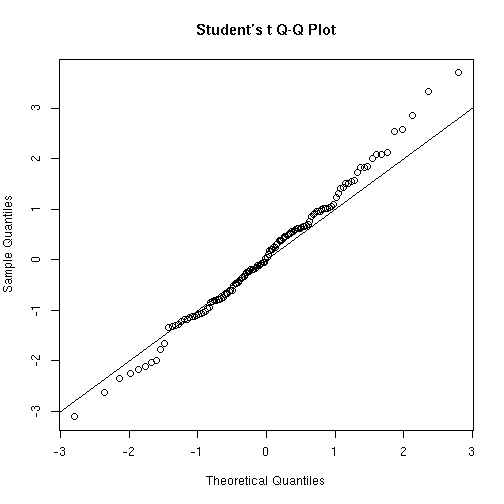 Student's t Q-Q Plot
Sample Quantiles
3
2
1
0
-1
-2
-3
-3 -2 -1 0 1 2 3
Theoretical Quantiles